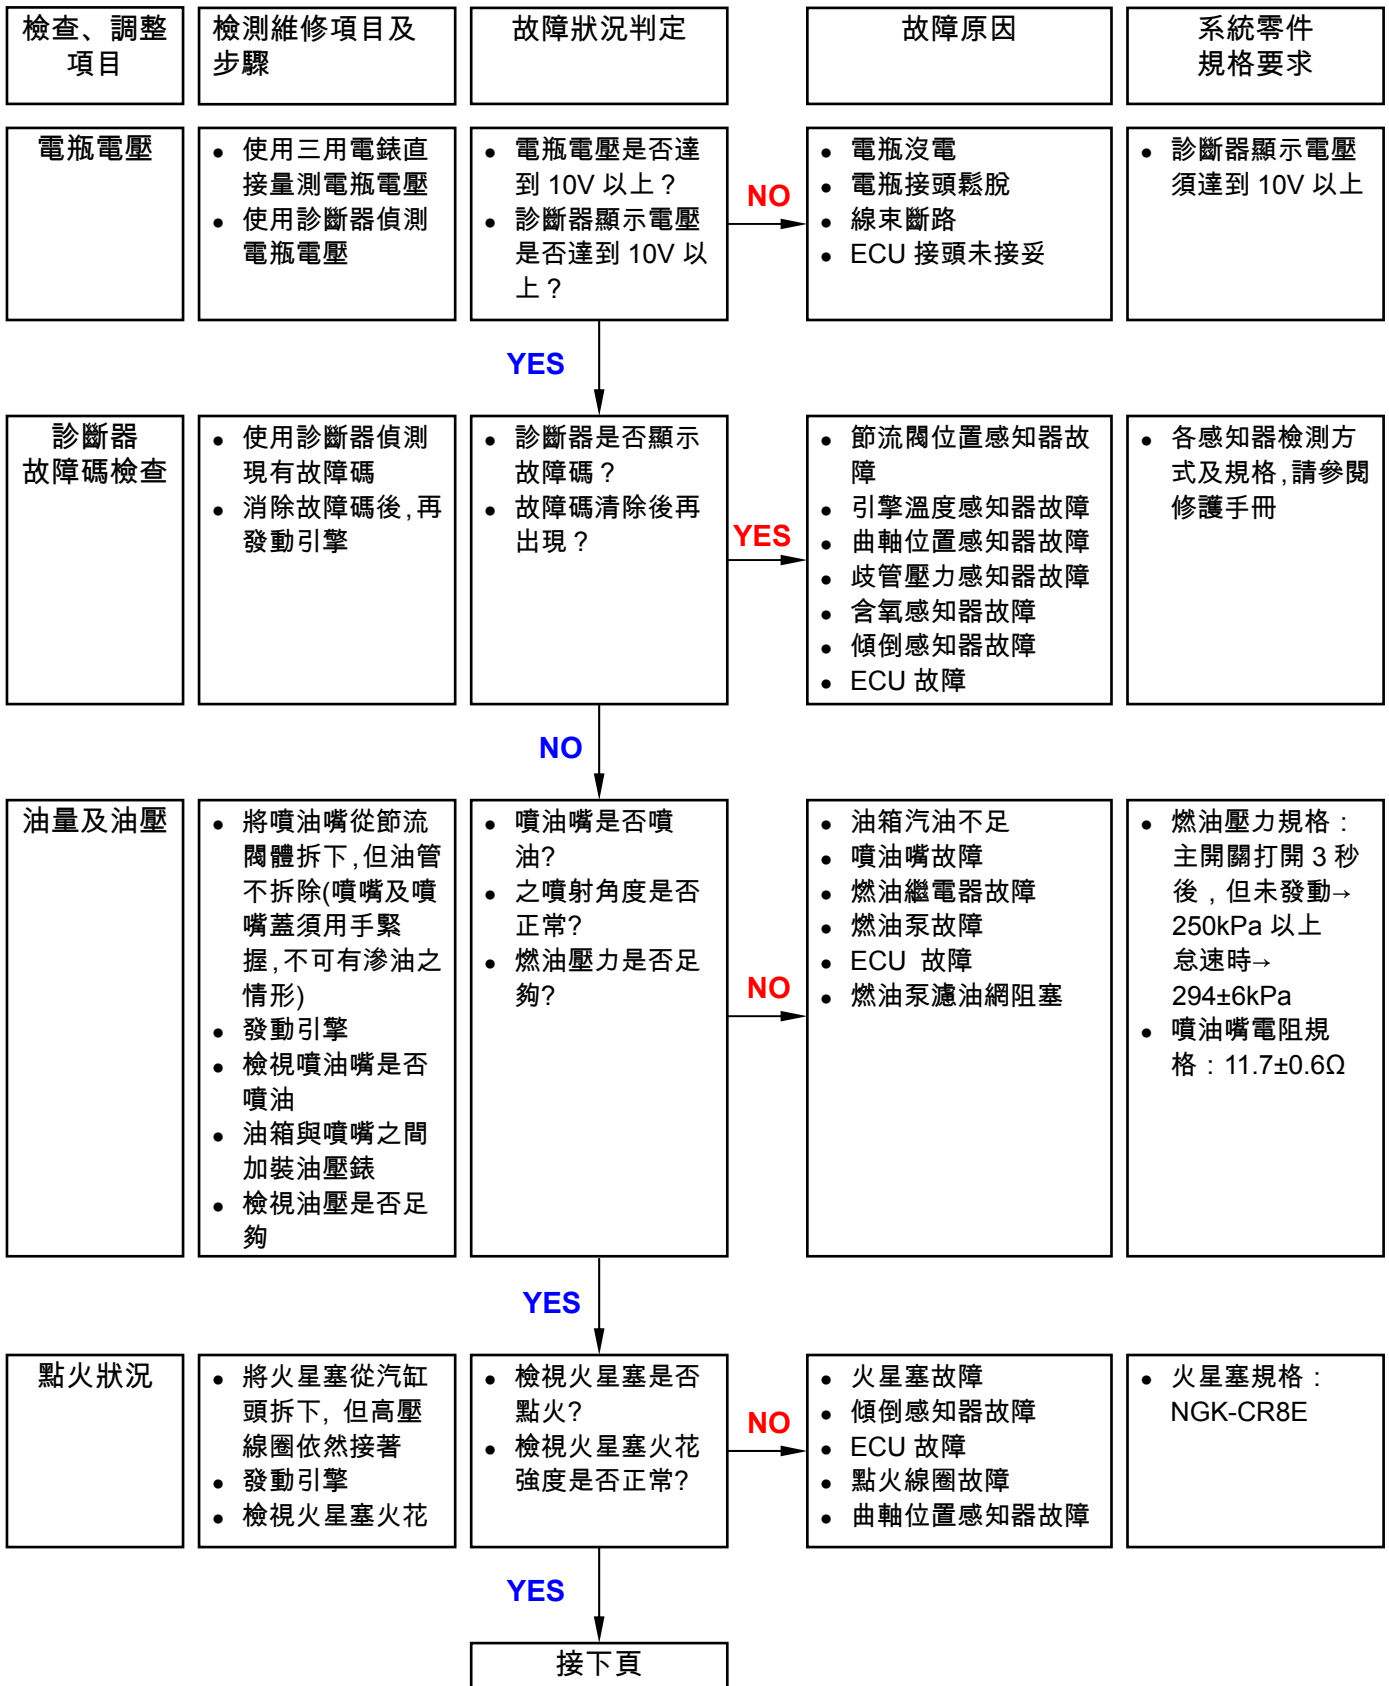 檢查、調整
項目
檢測維修項目及
步驟
故障狀況判定
故障原因
系統零件
規格要求
電瓶電壓
● 使用三用電錶直
接量測電瓶電壓
● 使用診斷器偵測
電瓶電壓
● 電瓶電壓是否達
到 10V 以上？
● 診斷器顯示電壓
是否達到 10V 以
上？
NO
● 電瓶沒電
● 電瓶接頭鬆脫
● 線束斷路
● ECU 接頭未接妥
● 診斷器顯示電壓
須達到 10V 以上
YES
診斷器
故障碼檢查
● 使用診斷器偵測
現有故障碼
● 消除故障碼後,再
發動引擎
● 診斷器是否顯示
故障碼？
● 故障碼清除後再
出現？
YES
● 節流閥位置感知器故
障
● 引擎溫度感知器故障
● 曲軸位置感知器故障
● 歧管壓力感知器故障
● 含氧感知器故障
● 傾倒感知器故障
● ECU 故障
● 各感知器檢測方
式及規格,請參閱
修護手冊
NO
油量及油壓
● 將噴油嘴從節流
閥體拆下,但油管
不拆除(噴嘴及噴
嘴蓋須用手緊
握,不可有滲油之
情形)
● 發動引擎
● 檢視噴油嘴是否
噴油
● 油箱與噴嘴之間
加裝油壓錶
● 檢視油壓是否足
夠
● 噴油嘴是否噴
油?
● 之噴射角度是否
正常?
● 燃油壓力是否足
夠?
NO
● 油箱汽油不足
● 噴油嘴故障
● 燃油繼電器故障
● 燃油泵故障
● ECU 故障
● 燃油泵濾油網阻塞
● 燃油壓力規格：
主開關打開 3 秒
後，但未發動→
250kPa 以上
怠速時→
294±6kPa
● 噴油嘴電阻規
格：11.7±0.6Ω
YES
點火狀況
● 將火星塞從汽缸
頭拆下, 但高壓
線圈依然接著
● 發動引擎
● 檢視火星塞火花
● 檢視火星塞是否
點火?
● 檢視火星塞火花
強度是否正常?
NO
● 火星塞故障
● 傾倒感知器故障
● ECU 故障
● 點火線圈故障
● 曲軸位置感知器故障
● 火星塞規格：
NGK-CR8E
YES
接下頁